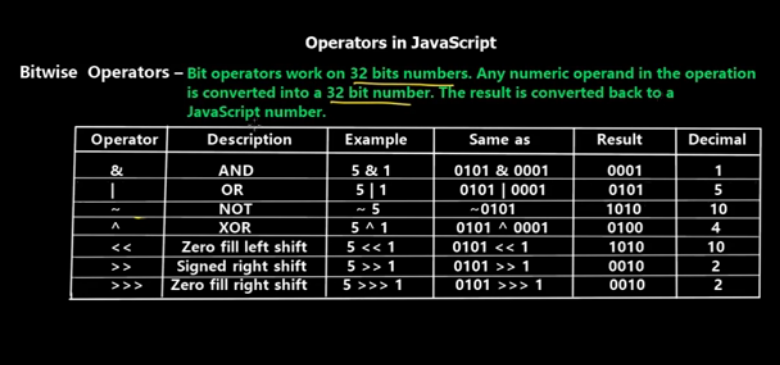 Operators in JavaScript
Bitwise Operators – Bit operators work on 32 bits numbers. Any numeric operand in the operation
is converted into a 32 bit number. The result is converted back to a
JavaScript number.
Operator Description Example Same as Result Decimal
& AND 5 & 1 0101 & 0001 0001 1
| OR 5 | 1 0101 | 0001 0101 5
~ NOT ~ 5 ~0101 1010 10
^ XOR 5 ^ 1 0101 ^ 0001 0100 4
<< Zero fill left shift 5 << 1 0101 << 1 1010 10
>> Signed right shift 5 >> 1 0101 >> 1 0010 2
>>> Zero fill right shift 5 >>> 1 0101 >>> 1 0010 2